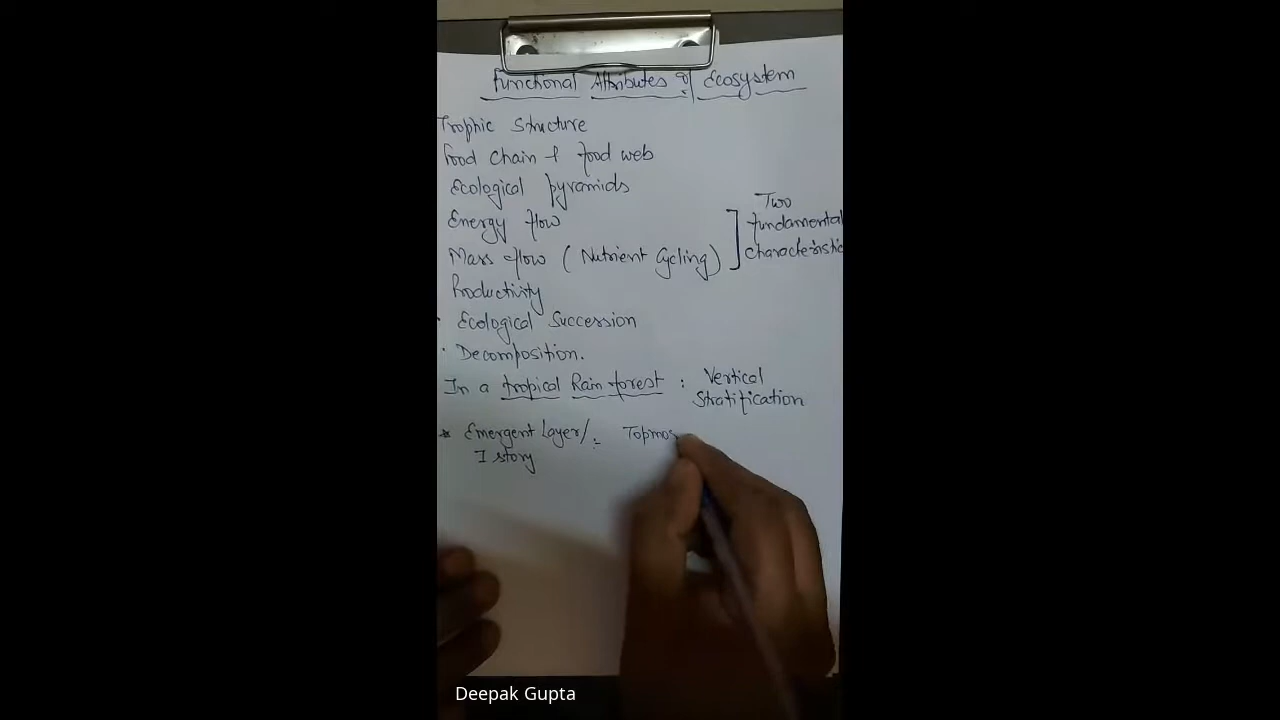 Functional Attributes of Ecosystem
Trophic Structure
Food Chain + food web
Ecological pyramids
Energy flow
Mass flow (Nutrient Cycling)
Two
fundamental
characteristic
Productivity
· Ecological Succession
· Decomposition.
In a tropical Rain forest : Vertical
Stratification
* Emergent Layer/: Topmos
I story
Deepak Gupta